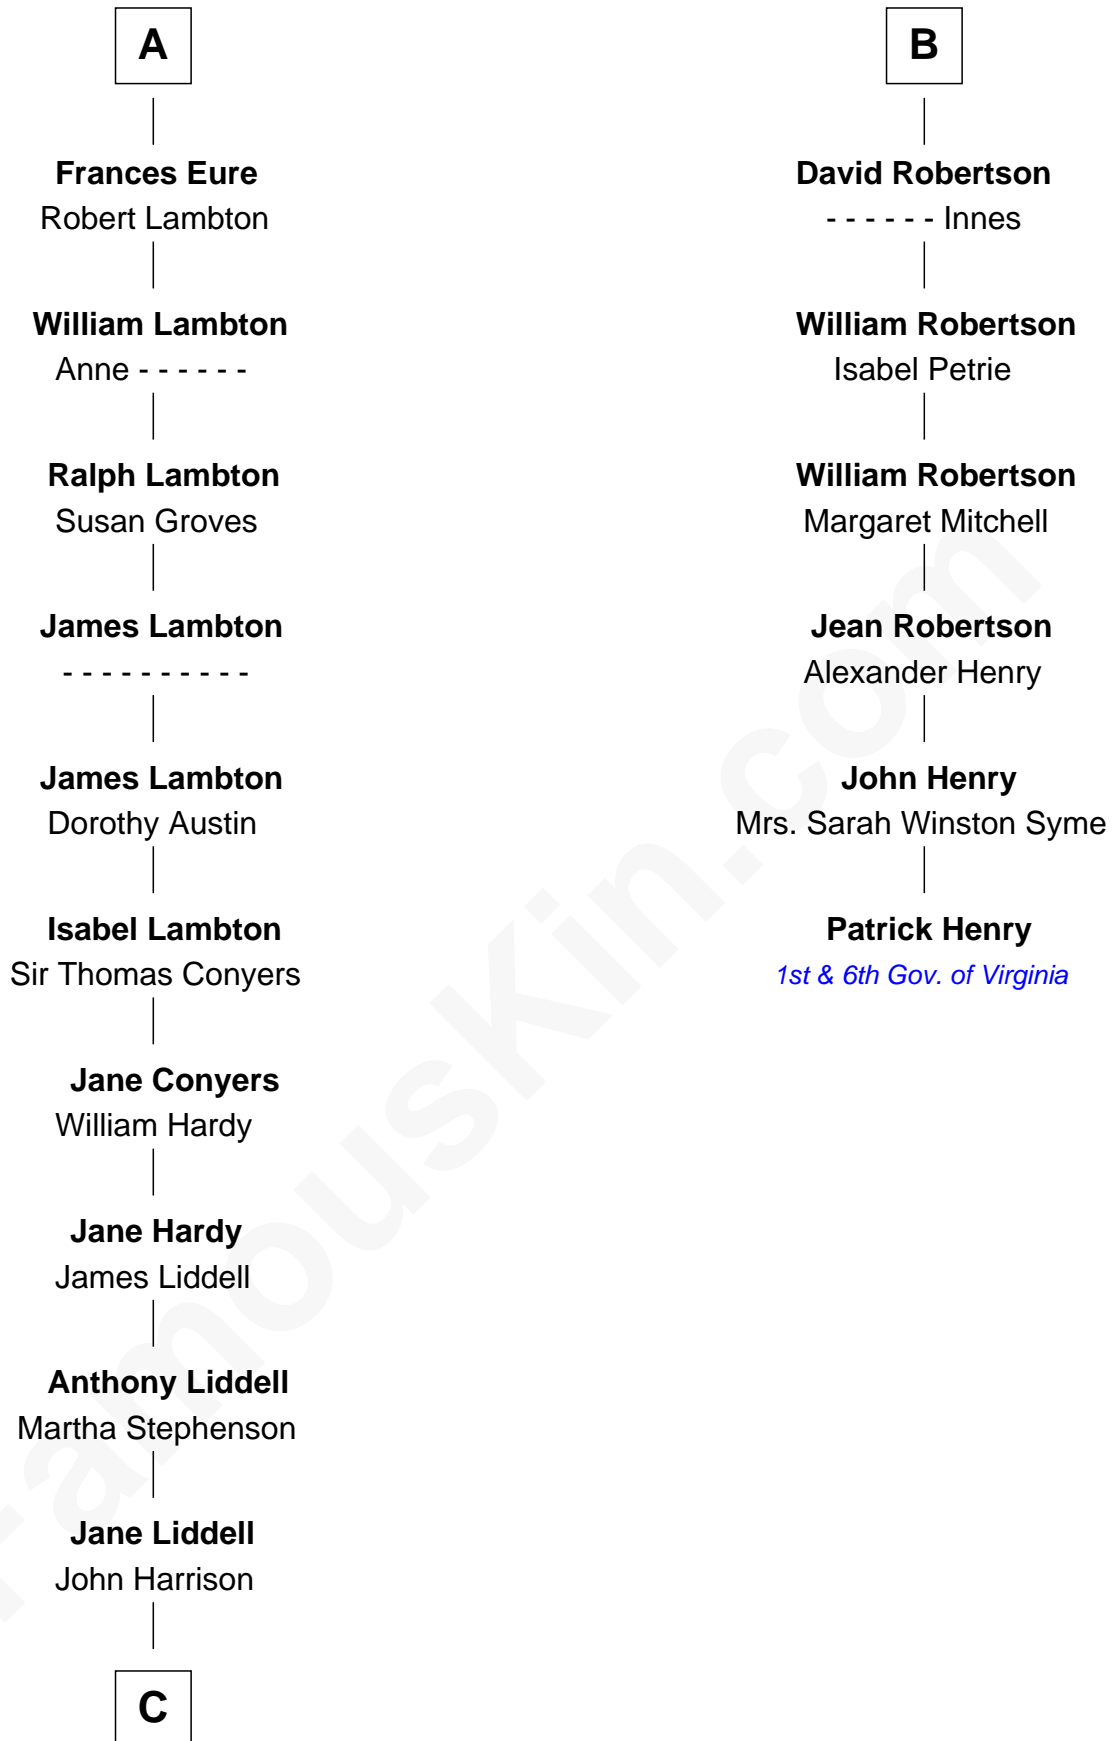 A
Frances Eure
Robert Lambton
William Lambton
Anne - - - - - -
Ralph Lambton
Susan Groves
James Lambton
- - - - - - - - - -
James Lambton
Dorothy Austin
Isabel Lambton
Sir Thomas Conyers
Jane Conyers
William Hardy
Jane Hardy
James Liddell
Anthony Liddell
Martha Stephenson
Jane Liddell
John Harrison
C
B
David Robertson
- - - - - - Innes
William Robertson
Isabel Petrie
William Robertson
Margaret Mitchell
Jean Robertson
Alexander Henry
John Henry
Mrs. Sarah Winston Syme
Patrick Henry
1st & 6th Gov. of Virginia
FamousKin.com